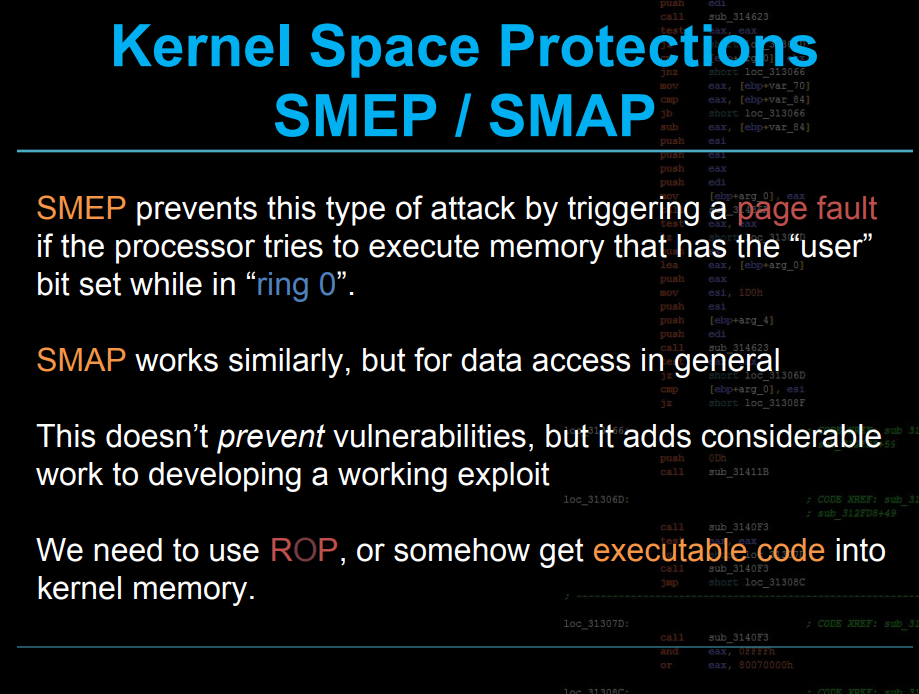 Kernel Space Protections
SMEP / SMAP
SMEP prevents this type of attack by triggering a page fault
if the processor tries to execute memory that has the “user”
bit set while in “ring 0”.
SMAP works similarly, but for data access in general
This doesn’t prevent vulnerabilities, but it adds considerable
work to developing a working exploit
We need to use ROP, or somehow get executable code into
kernel memory.
push edi
call sub_314623
test eax, eax
jnz short loc_313066
mov eax, [ebp+var_70]
cmp eax, [ebp+var_84]
jb short loc_313066
sub eax, [ebp+var_84]
push esi
push esi
push eax
push edi
[ebp+arg_0], eax
lea eax, [ebp+arg_0]
push eax
mov esi, 1D0h
push esi
push [ebp+arg_4]
push edi
call sub_314623
short loc_31306D
cmp [ebp+arg_0], esi
jz short loc_31308F
push 0Dh
call sub_31411B
loc_31306D: ; CODE XREF: sub_31
; sub_312FD8+49
call sub_3140F3
call sub_3140F3
jmp short loc_31308C
; ------------------------------
loc_31307D: ; CODE XREF: sub_31
call sub_3140F3
and eax, 0FFFFh
or eax, 80070000h
loc_31308C: ; CODE XREF: sub_31